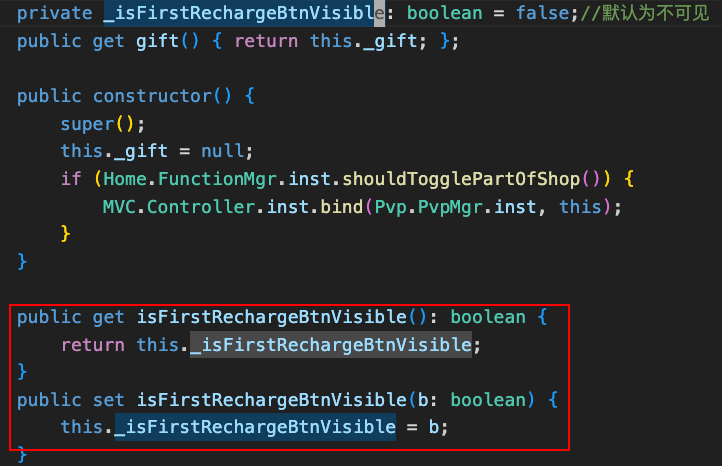 private _isFirstRechargeBtnVisible: boolean = false;//默认为不可见
public get gift() { return this._gift; };
public constructor() {
super();
this._gift = null;
if (Home.FunctionMgr.inst.shouldTogglePartOfShop()) {
MVC.Controller.inst.bind(Pvp.PvpMgr.inst, this);
}
}
public get isFirstRechargeBtnVisible(): boolean {
return this._isFirstRechargeBtnVisible;
}
public set isFirstRechargeBtnVisible(b: boolean) {
this._isFirstRechargeBtnVisible = b;
}